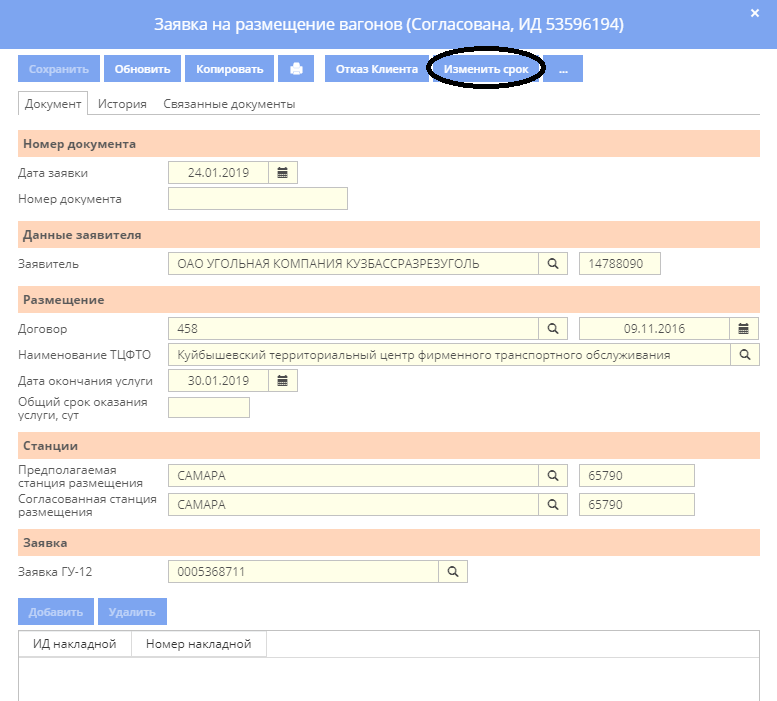 Заявка на размещение вагонов (Согласована, ИД 53596194)
Сохранить Обновить Копировать Отказ Клиента Изменить срок ...
Документ История Связанные документы
Номер документа
Дата заявки 24.01.2019
Номер документа
Данные заявителя
Заявитель ОАО УГОЛЬНАЯ КОМПАНИЯ КУЗБАССРАЗРЕЗУГОЛЬ 14788090
Размещение
Договор 458 09.11.2016
Наименование ТЦФТО Куйбышевский территориальный центр фирменного транспортного обслуживания
Дата окончания услуги 30.01.2019
Общий срок оказания
услуги, сут
Станции
Предполагаемая
станция размещения САМАРА 65790
Согласованная станция
размещения САМАРА 65790
Заявка
Заявка ГУ-12 0005368711
Добавить Удалить
ИД накладной Номер накладной